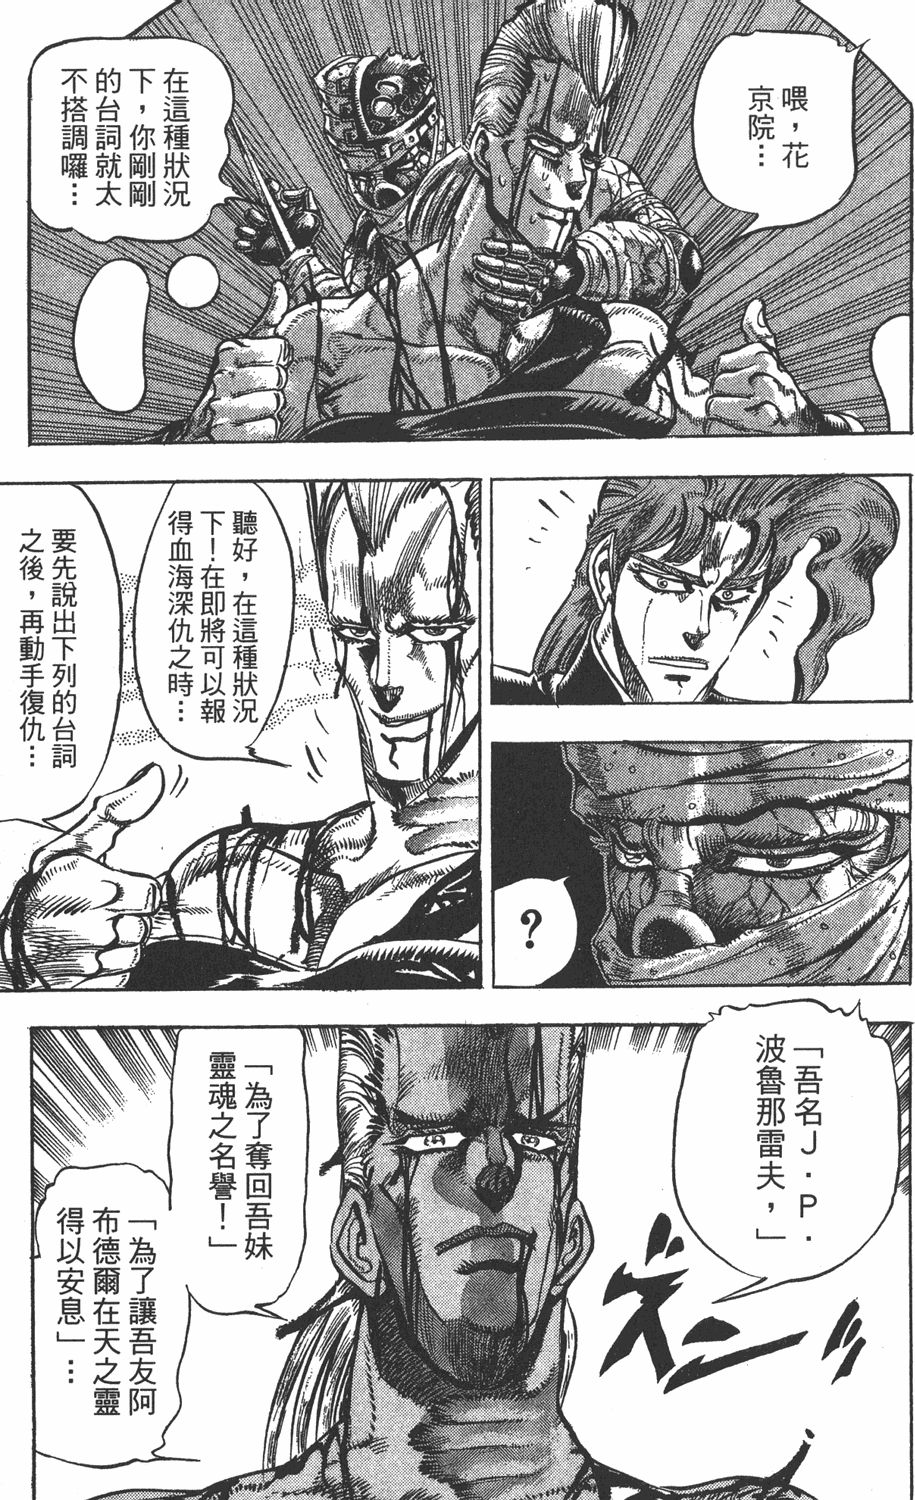 喂，花
京院…
在這種狀況
下，你剛剛
的台詞就太
不搭調囉…
聽好，在這種狀況
下！在即將可以報
得血海深仇之時…
要先說出下列的台詞
之後，再動手復仇…
？
「吾名J．P．
波魯那雷夫，」
「為了奪回吾妹
靈魂之名譽！」
「為了讓吾友阿
布德爾在天之靈
得以安息」…
ズン